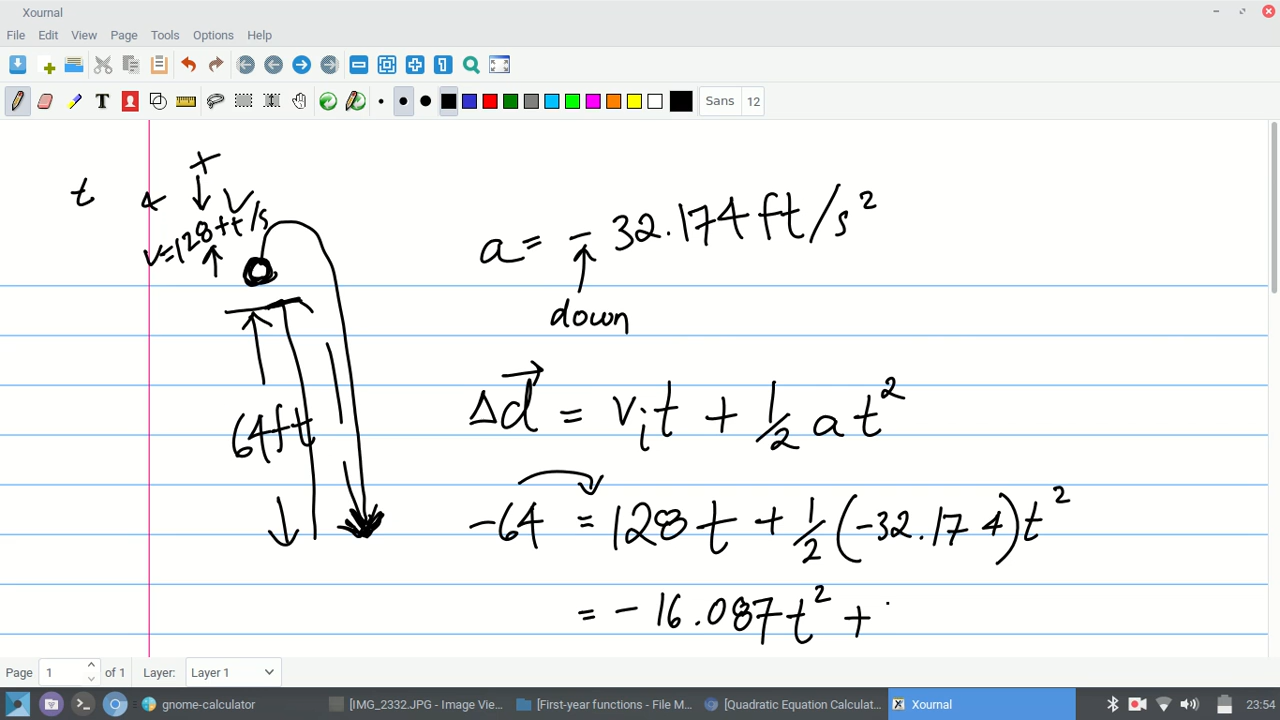 Xournal
File Edit View Page Tools Options Help
Sans 12
t
v=128ft/s
64ft
a = - 32.174 ft/s²
down
Δd = vᵢt + 1/2 at²
-64 = 128t + 1/2 (-32.174)t²
= -16.087t² +
Page 1 of 1 Layer: Layer 1
gnome-calculator [IMG_2332.JPG - Image Vie... [First-year functions - File M... [Quadratic Equation Calculat... Xournal 23:54